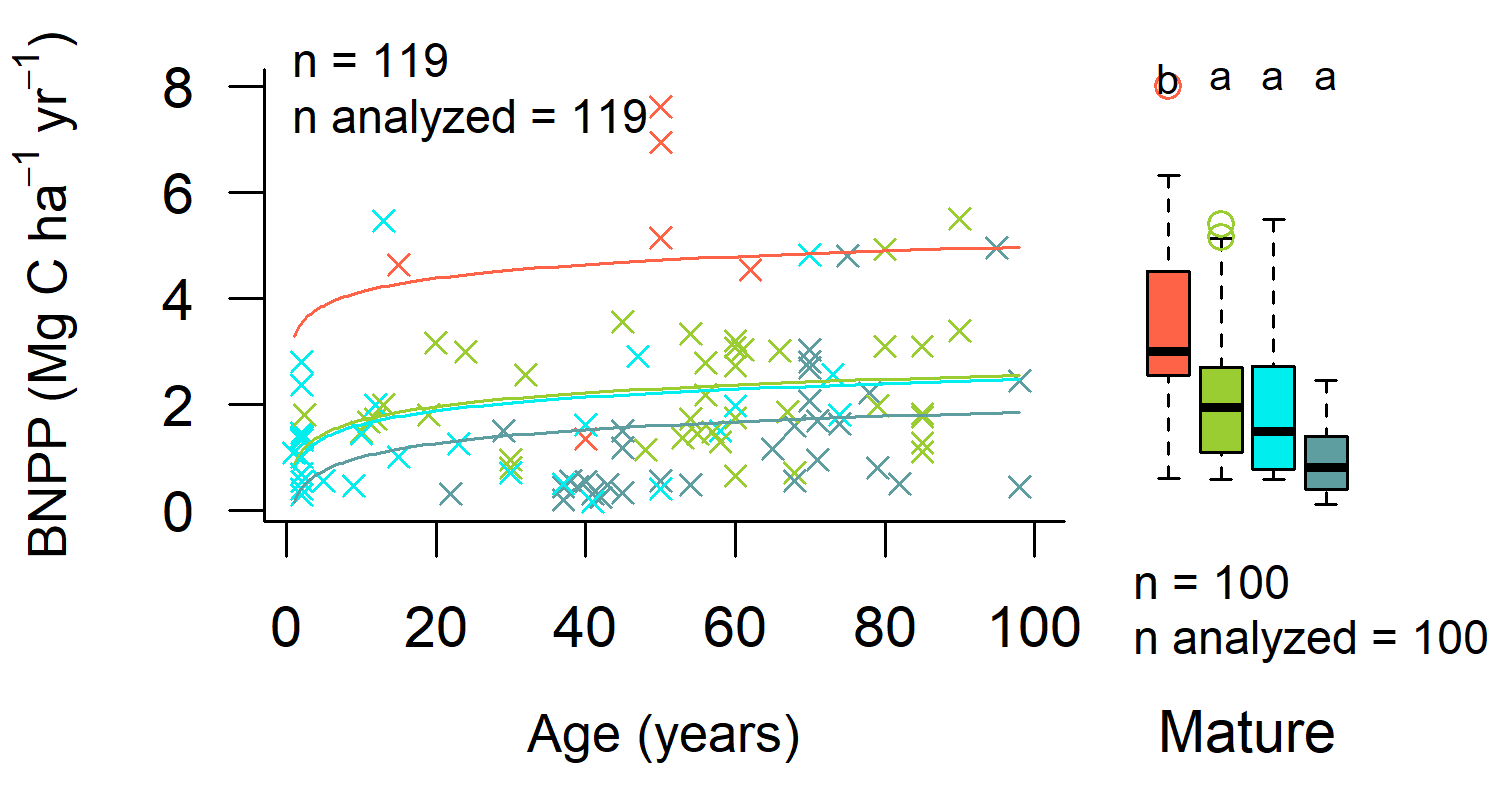 n = 119
n analyzed = 119
BNPP (Mg C ha⁻¹ yr⁻¹)
8
6
4
2
0
0 20 40 60 80 100
Age (years)
b a a a
n = 100
n analyzed = 100
Mature